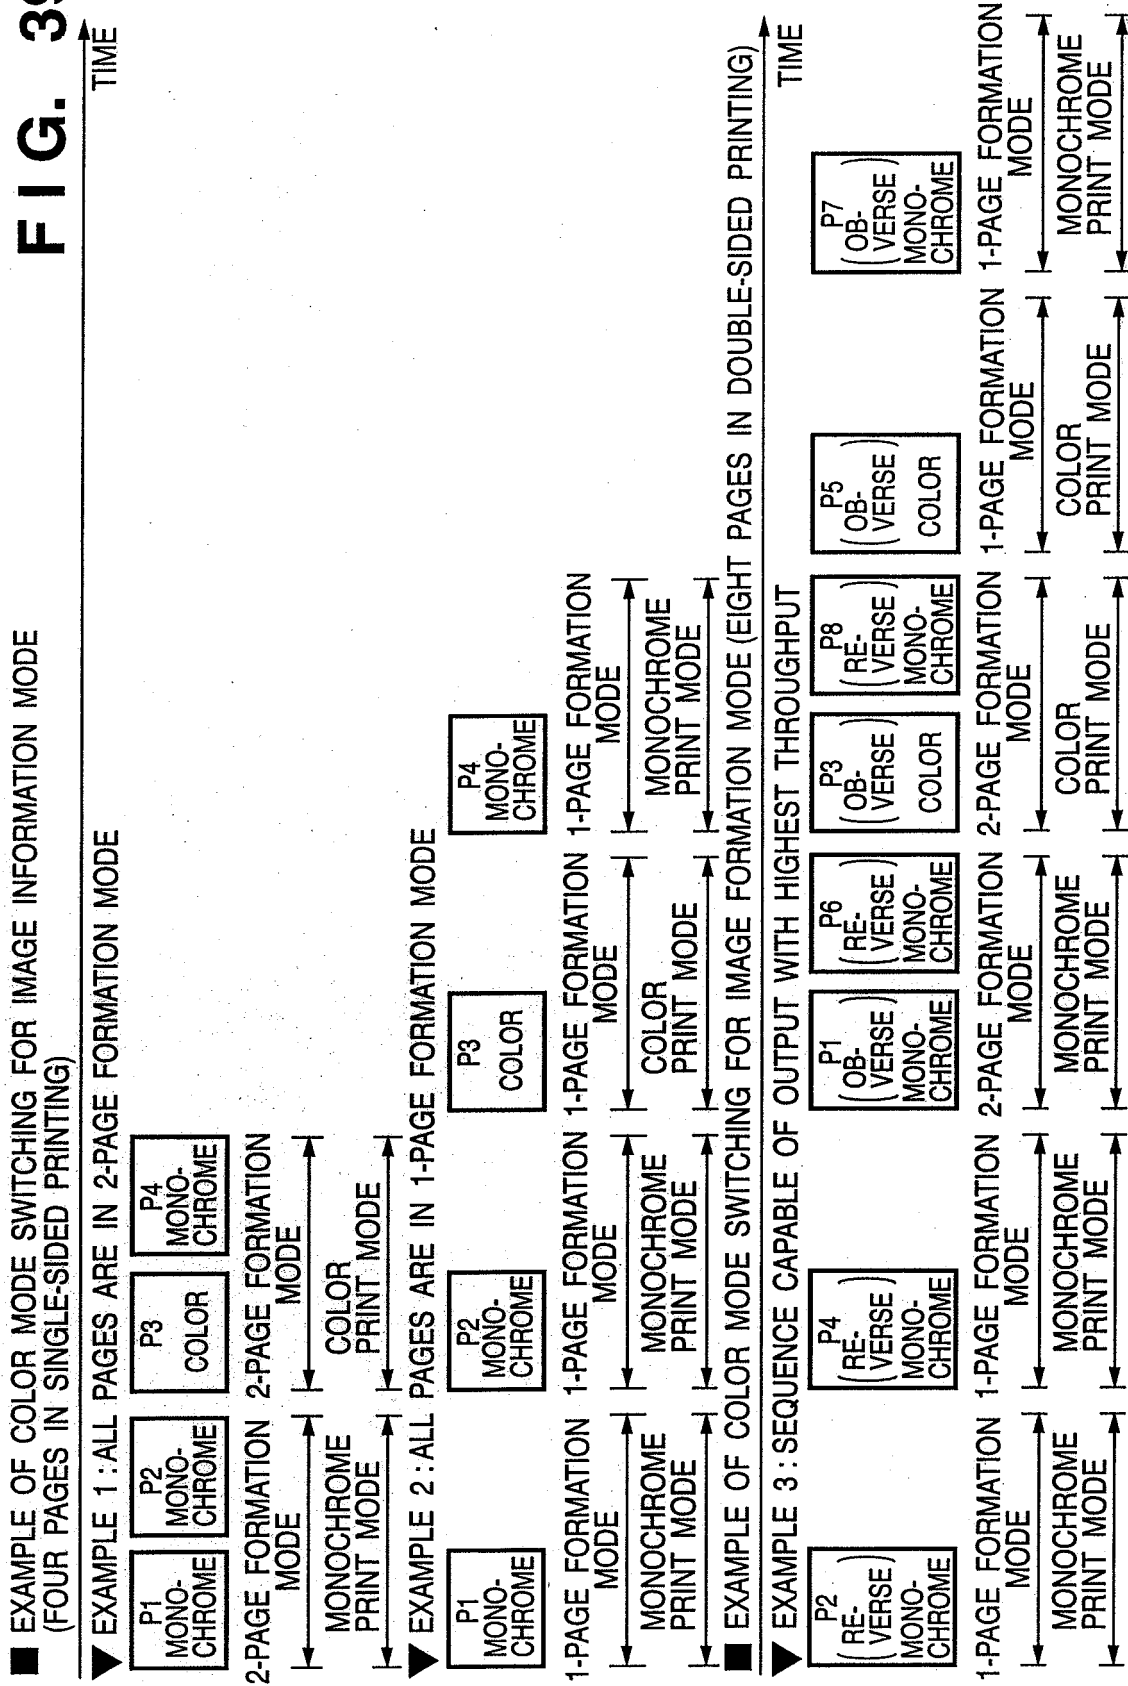 FIG. 39
■ EXAMPLE OF COLOR MODE SWITCHING FOR IMAGE INFORMATION MODE
(FOUR PAGES IN SINGLE-SIDED PRINTING)
TIME
▼ EXAMPLE 1 : ALL PAGES ARE IN 2-PAGE FORMATION MODE
P1
MONO-
CHROME
P2
MONO-
CHROME
P3
COLOR
P4
MONO-
CHROME
2-PAGE FORMATION
MODE
2-PAGE FORMATION
MODE
MONOCHROME
PRINT MODE
COLOR
PRINT MODE
▼ EXAMPLE 2 : ALL PAGES ARE IN 1-PAGE FORMATION MODE
P1
MONO-
CHROME
P2
MONO-
CHROME
P3
COLOR
P4
MONO-
CHROME
1-PAGE FORMATION
MODE
1-PAGE FORMATION
MODE
1-PAGE FORMATION
MODE
1-PAGE FORMATION
MODE
MONOCHROME
PRINT MODE
MONOCHROME
PRINT MODE
COLOR
PRINT MODE
MONOCHROME
PRINT MODE
■ EXAMPLE OF COLOR MODE SWITCHING FOR IMAGE FORMATION MODE (EIGHT PAGES IN DOUBLE-SIDED PRINTING)
TIME
▼ EXAMPLE 3 : SEQUENCE CAPABLE OF OUTPUT WITH HIGHEST THROUGHPUT
P2
(RE-
VERSE)
MONO-
CHROME
P4
(RE-
VERSE)
MONO-
CHROME
P1
(OB-
VERSE)
MONO-
CHROME
P6
(RE-
VERSE)
MONO-
CHROME
P3
(OB-
VERSE)
COLOR
P8
(RE-
VERSE)
MONO-
CHROME
P5
(OB-
VERSE)
COLOR
P7
(OB-
VERSE)
MONO-
CHROME
1-PAGE FORMATION
MODE
1-PAGE FORMATION
MODE
2-PAGE FORMATION
MODE
2-PAGE FORMATION
MODE
1-PAGE FORMATION
MODE
1-PAGE FORMATION
MODE
MONOCHROME
PRINT MODE
MONOCHROME
PRINT MODE
MONOCHROME
PRINT MODE
COLOR
PRINT MODE
COLOR
PRINT MODE
MONOCHROME
PRINT MODE